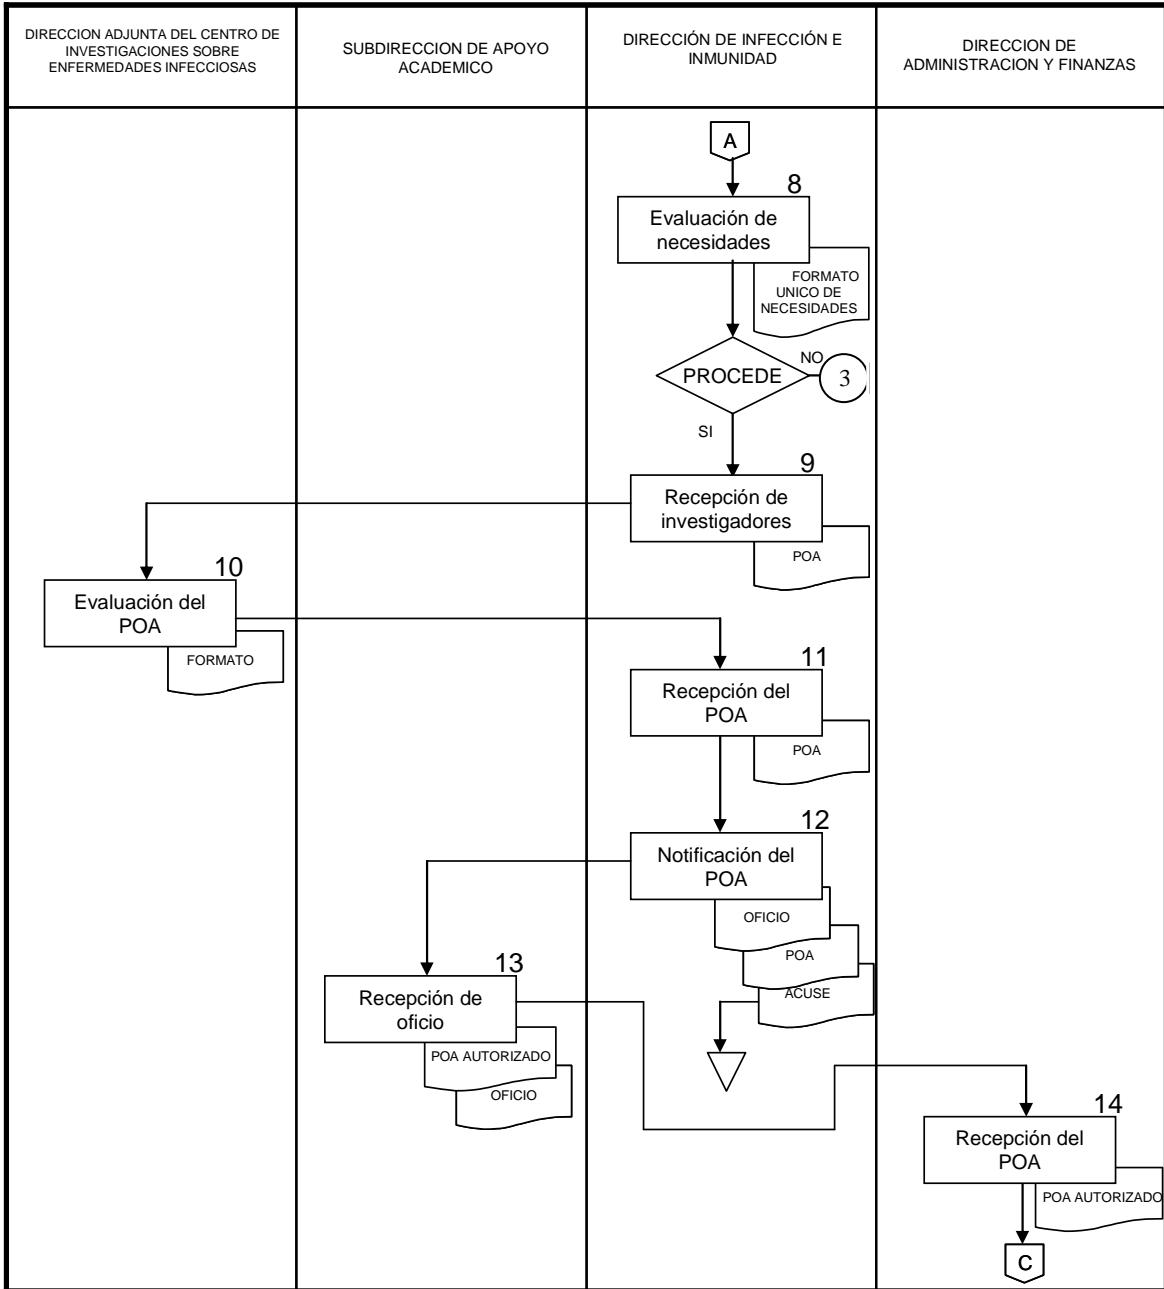 DIRECCION ADJUNTA DEL CENTRO DE
INVESTIGACIONES SOBRE
ENFERMEDADES INFECCIOSAS
SUBDIRECCION DE APOYO
ACADEMICO
DIRECCIÓN DE INFECCIÓN E
INMUNIDAD
DIRECCION DE
ADMINISTRACION Y FINANZAS
A
8
Evaluación de
necesidades
FORMATO
UNICO DE
NECESIDADES
PROCEDE
NO
3
SI
9
Recepción de
investigadores
POA
10
Evaluación del
POA
FORMATO
11
Recepción del
POA
POA
12
Notificación del
POA
OFICIO
POA
ACUSE
13
Recepción de
oficio
POA AUTORIZADO
OFICIO
14
Recepción del
POA
POA AUTORIZADO
C